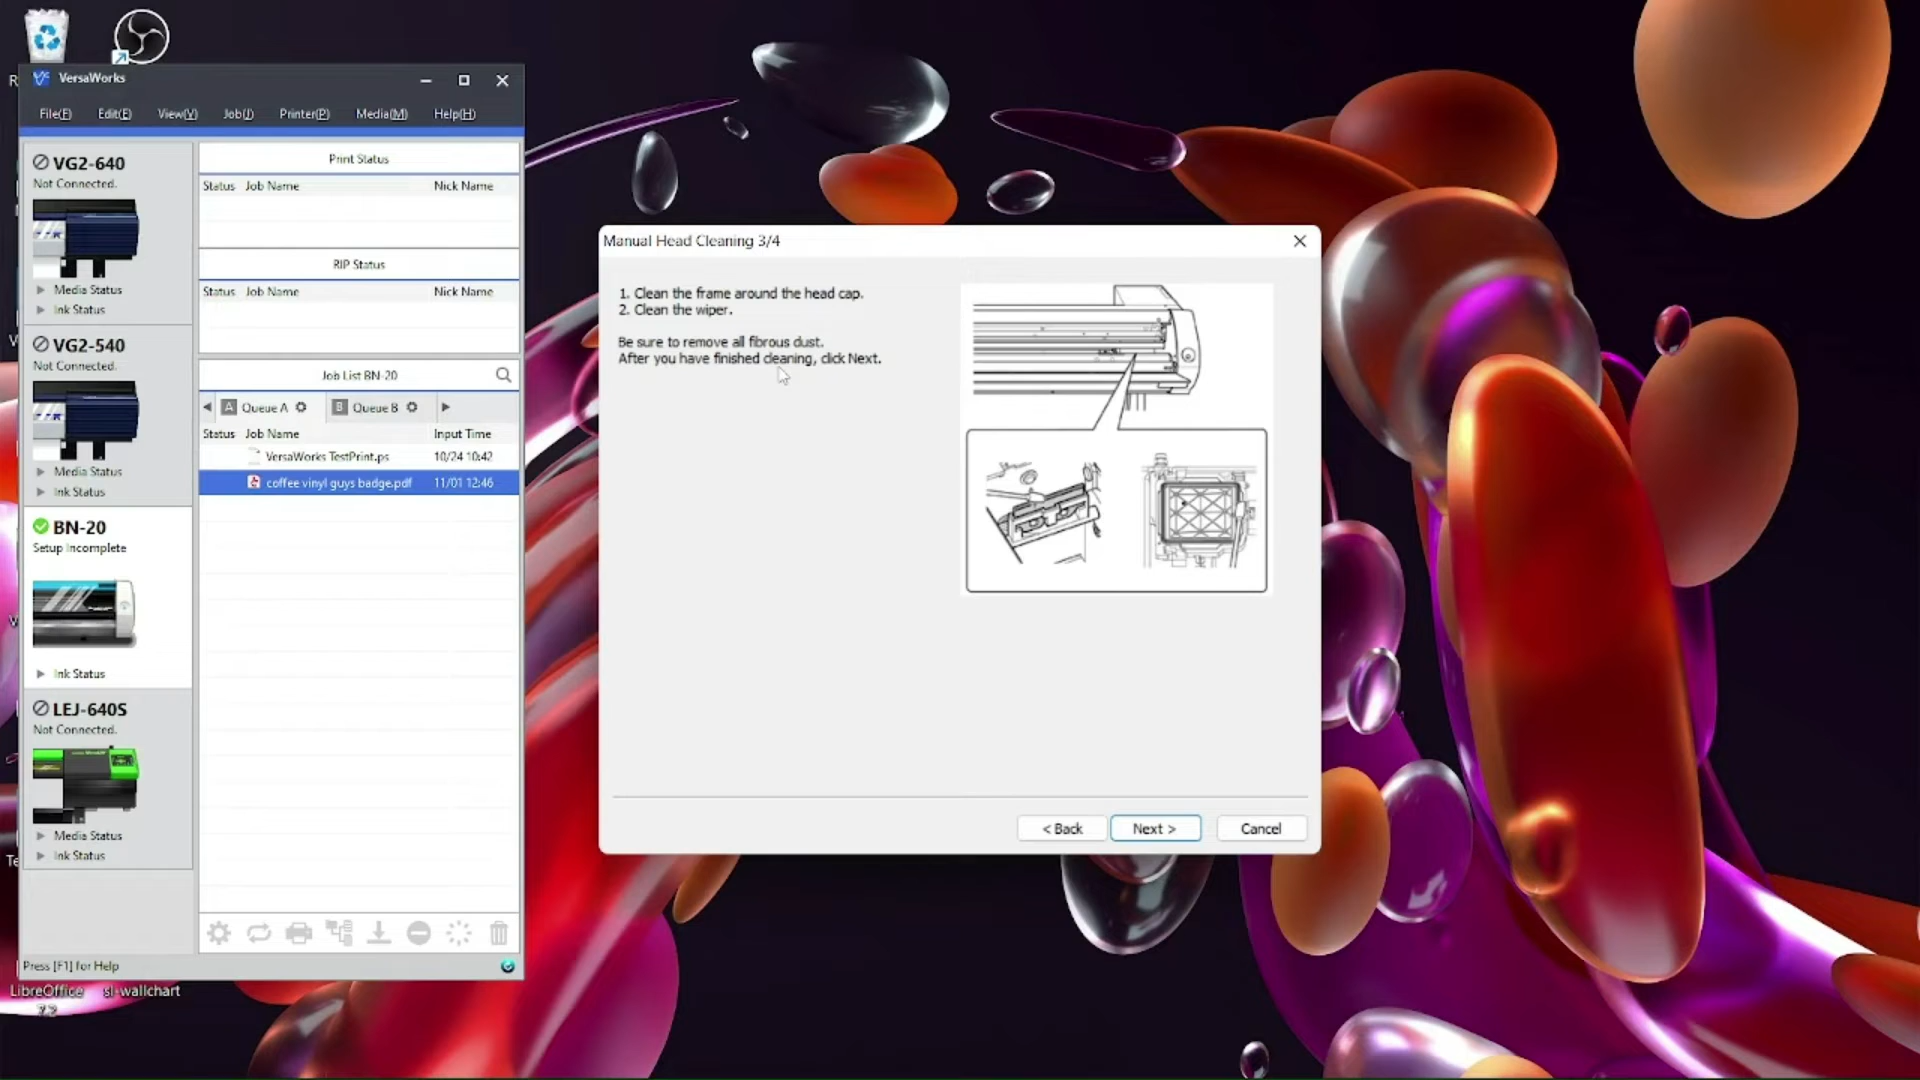 VersaWorks
File(F) Edit(E) View(V) Job(J) Printer(P) Media(M) Help(H)
VG2-640
Not Connected.
Media Status
Ink Status
VG2-540
Not Connected.
Media Status
Ink Status
BN-20
Setup Incomplete
Ink Status
LEJ-640S
Not Connected.
Media Status
Ink Status
Print Status
Status Job Name Nick Name
RIP Status
Status Job Name Nick Name
Job List BN-20
A Queue A B Queue B
Status Job Name Input Time
VersaWorks TestPrint.ps 10/24 10:42
coffee vinyl guys badge.pdf 11/01 12:46
Press [F1] for Help
LibreOffice
7.2
sl-wallchart
Manual Head Cleaning 3/4
1. Clean the frame around the head cap.
2. Clean the wiper.
Be sure to remove all fibrous dust.
After you have finished cleaning, click Next.
< Back Next > Cancel